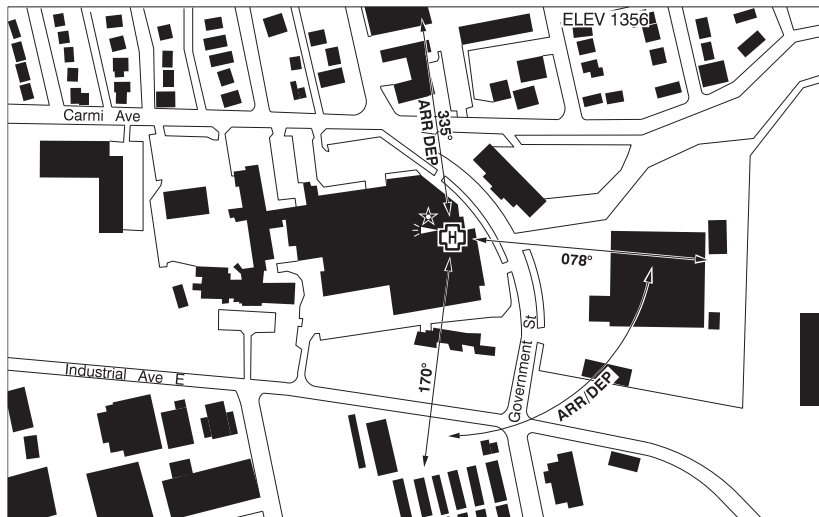 ELEV 1356
Carmi Ave
335°
ARR/DEP
H
078°
170°
Government St
Industrial Ave E
ARR/DEP